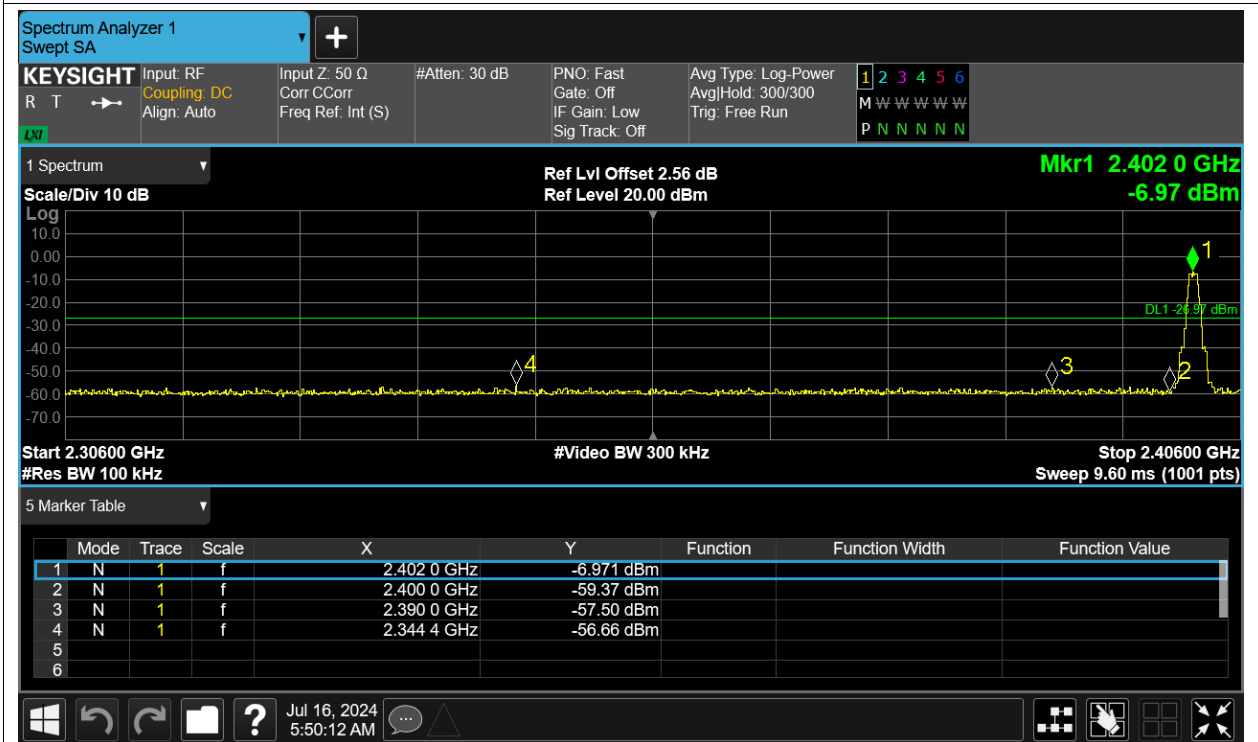 Spectrum Analyzer 1
Swept SA
+
KEYSIGHT Input: RF Input Z: 50 Ω #Atten: 30 dB PNO: Fast Avg Type: Log-Power 1 2 3 4 5 6
R T Coupling: DC Corr CCorr Gate: Off Avg|Hold: 300/300 M W W W W W W
Align: Auto Freq Ref: Int (S) IF Gain: Low Trig: Free Run
LXI Sig Track: Off P N N N N N N
1 Spectrum
Ref Lvl Offset 2.56 dB Mkr1 2.402 0 GHz
Scale/Div 10 dB Ref Level 20.00 dBm -6.97 dBm
Log
10.0
0.00
-10.0
-20.0
-30.0
-40.0
-50.0
-60.0
-70.0
1
DL1 -26.97 dBm
4
3
2
Start 2.30600 GHz #Video BW 300 kHz Stop 2.40600 GHz
#Res BW 100 kHz Sweep 9.60 ms (1001 pts)
5 Marker Table
Mode Trace Scale X Y Function Function Width Function Value
1 N 1 f 2.402 0 GHz -6.971 dBm
2 N 1 f 2.400 0 GHz -59.37 dBm
3 N 1 f 2.390 0 GHz -57.50 dBm
4 N 1 f 2.344 4 GHz -56.66 dBm
5
6
? Jul 16, 2024
5:50:12 AM